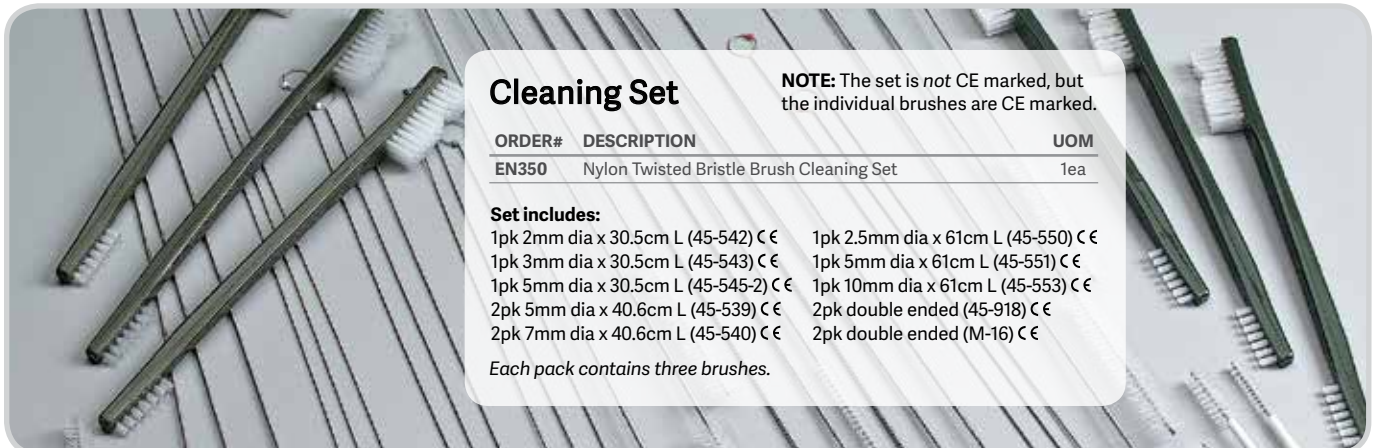 Cleaning Set
NOTE: The set is not CE marked, but
the individual brushes are CE marked.
ORDER# DESCRIPTION UOM
EN350 Nylon Twisted Bristle Brush Cleaning Set 1ea
Set includes:
1pk 2mm dia x 30.5cm L (45-542) CE
1pk 3mm dia x 30.5cm L (45-543) CE
1pk 5mm dia x 30.5cm L (45-545-2) CE
2pk 5mm dia x 40.6cm L (45-539) CE
2pk 7mm dia x 40.6cm L (45-540) CE
1pk 2.5mm dia x 61cm L (45-550) CE
1pk 5mm dia x 61cm L (45-551) CE
1pk 10mm dia x 61cm L (45-553) CE
2pk double ended (45-918) CE
2pk double ended (M-16) CE
Each pack contains three brushes.